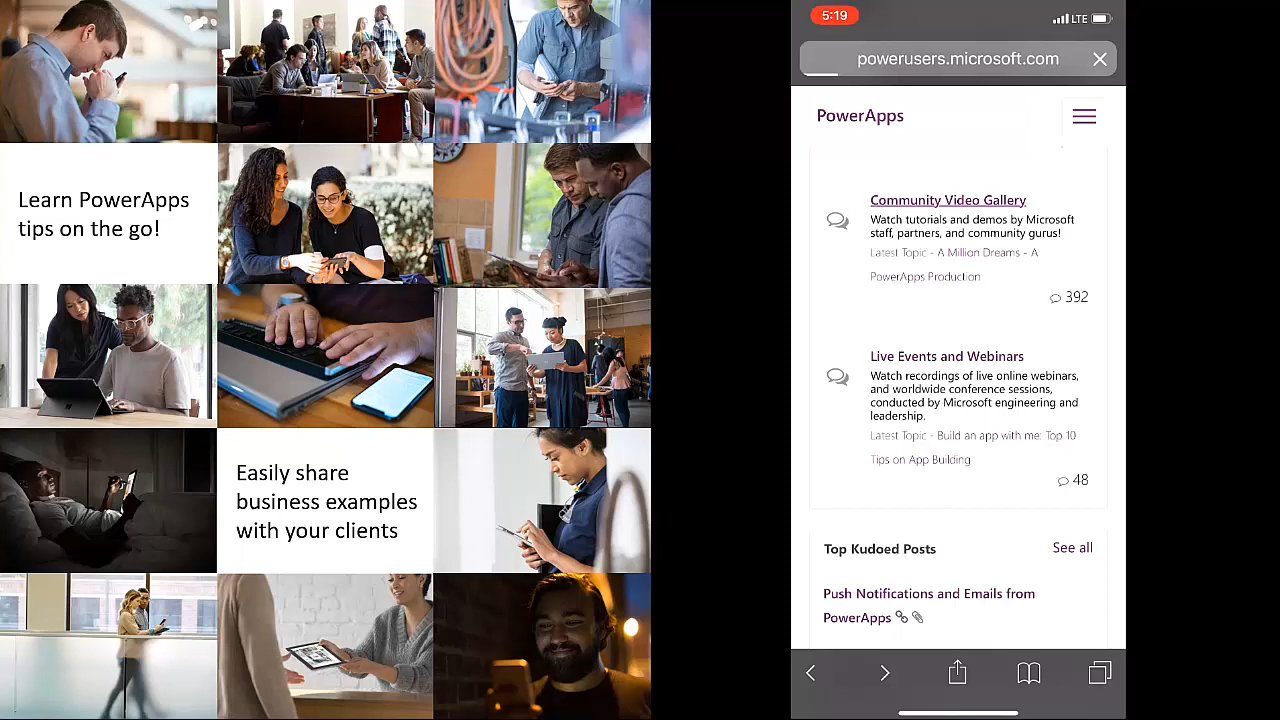 Learn PowerApps
tips on the go!
Easily share
business examples
with your clients
5:19
LTE
powerusers.microsoft.com
PowerApps
Community Video Gallery
Watch tutorials and demos by Microsoft
staff, partners, and community gurus!
Latest Topic - A Million Dreams - A
PowerApps Production
392
Live Events and Webinars
Watch recordings of live online webinars,
and worldwide conference sessions,
conducted by Microsoft engineering and
leadership.
Latest Topic - Build an app with me: Top 10
Tips on App Building
48
Top Kudoed Posts
See all
Push Notifications and Emails from
PowerApps